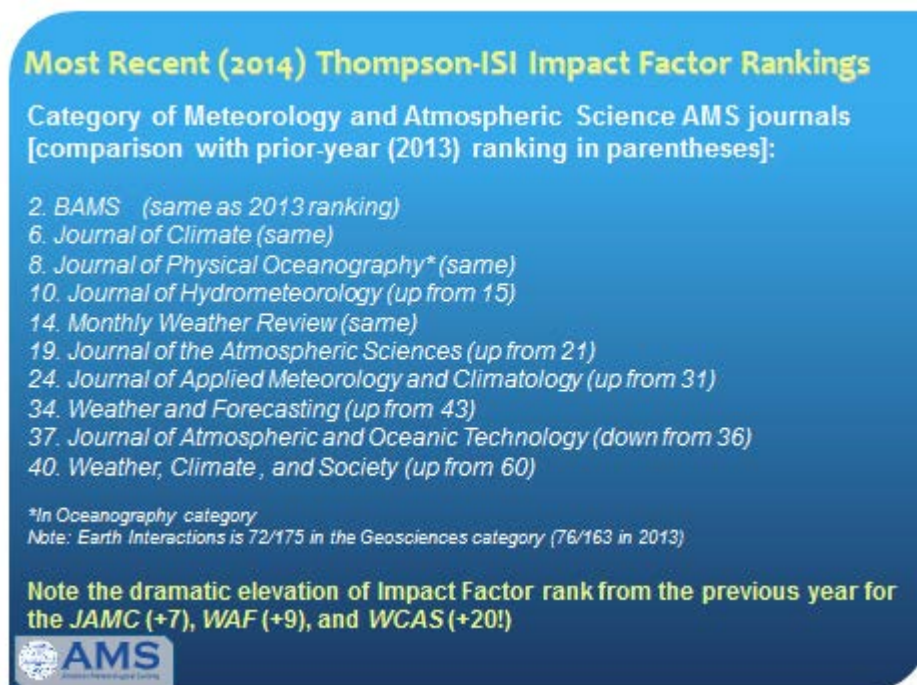 Most Recent (2014) Thompson-ISI Impact Factor Rankings
Category of Meteorology and Atmospheric Science AMS journals
[comparison with prior-year (2013) ranking in parentheses]:
2. BAMS (same as 2013 ranking)
6. Journal of Climate (same)
8. Journal of Physical Oceanography* (same)
10. Journal of Hydrometeorology (up from 15)
14. Monthly Weather Review (same)
19. Journal of the Atmospheric Sciences (up from 21)
24. Journal of Applied Meteorology and Climatology (up from 31)
34. Weather and Forecasting (up from 43)
37. Journal of Atmospheric and Oceanic Technology (down from 36)
40. Weather, Climate, and Society (up from 60)
*In Oceanography category
Note: Earth Interactions is 72/175 in the Geosciences category (76/163 in 2013)
Note the dramatic elevation of Impact Factor rank from the previous year for
the JAMC (+7), WAF (+9), and WCAS (+20!)
AMS
American Meteorological Society